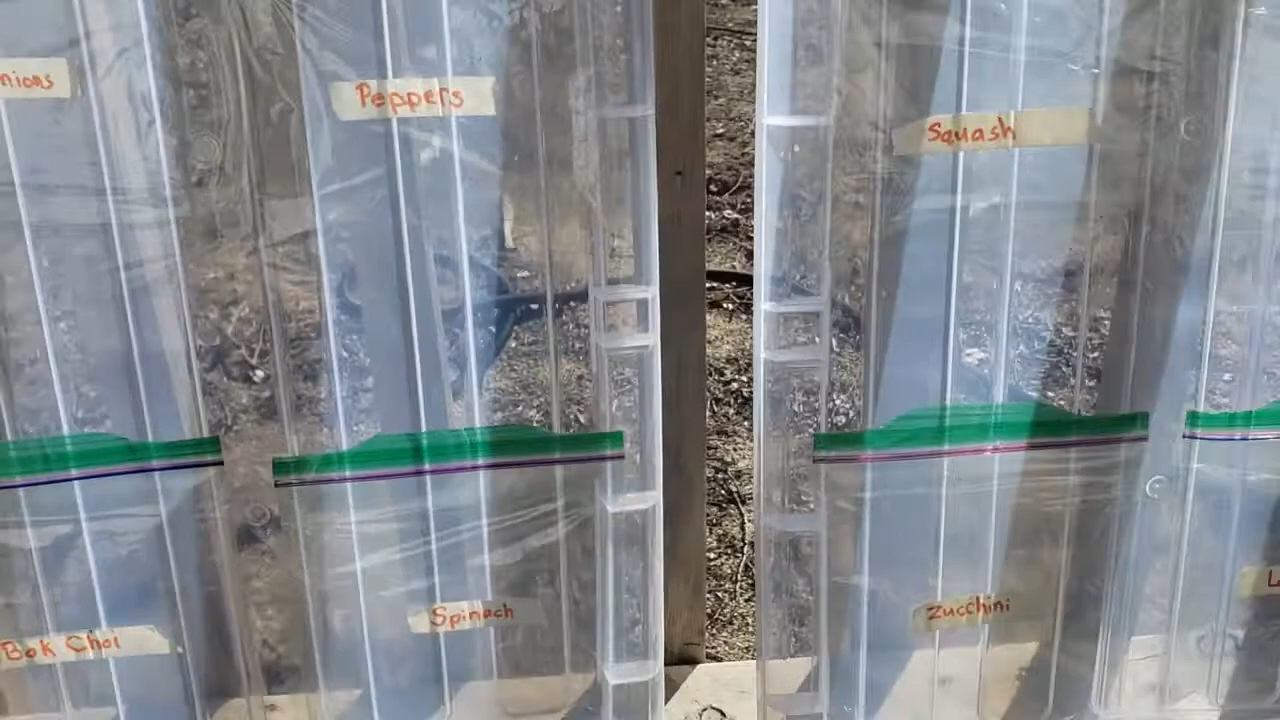 nions
Peppers
Squash
Bok Choi
Spinach
Zucchini
L